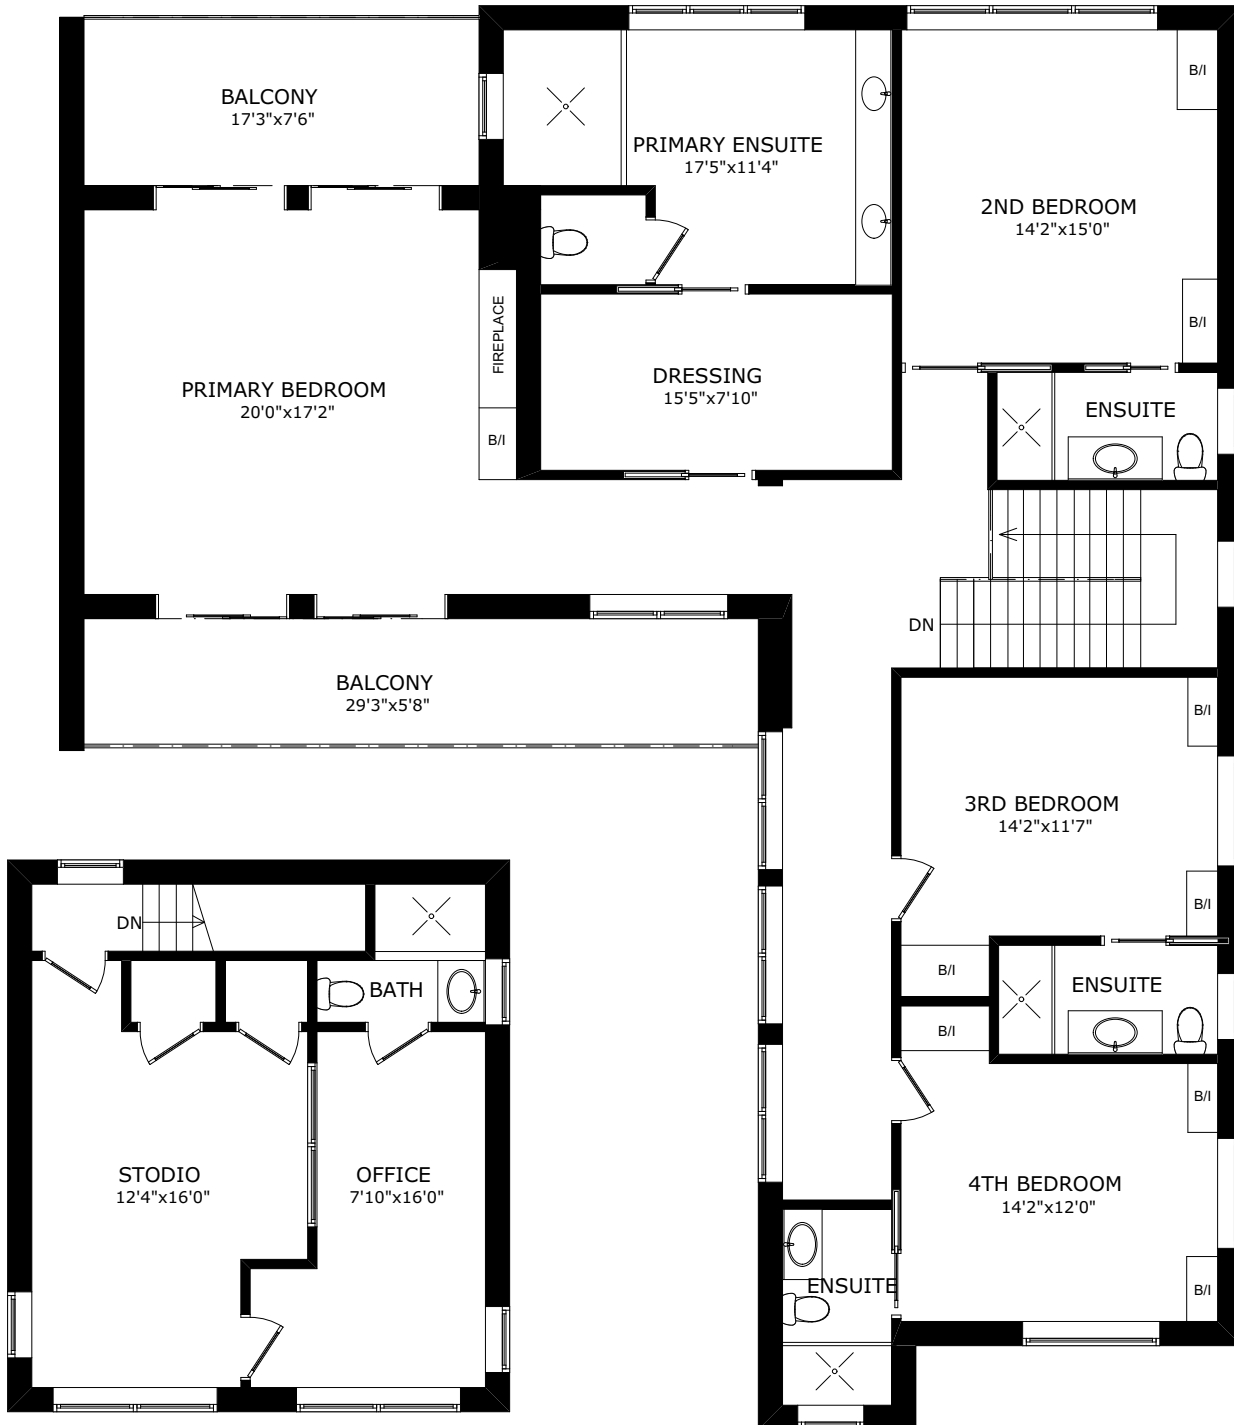 BALCONY
17'3"x7'6"
PRIMARY ENSUITE
17'5"x11'4"
B/I
2ND BEDROOM
14'2"x15'0"
B/I
FIREPLACE
B/I
PRIMARY BEDROOM
20'0"x17'2"
DRESSING
15'5"x7'10"
ENSUITE
DN
BALCONY
29'3"x5'8"
B/I
3RD BEDROOM
14'2"x11'7"
B/I
B/I
ENSUITE
B/I
B/I
4TH BEDROOM
14'2"x12'0"
B/I
ENSUITE
DN
BATH
STODIO
12'4"x16'0"
OFFICE
7'10"x16'0"